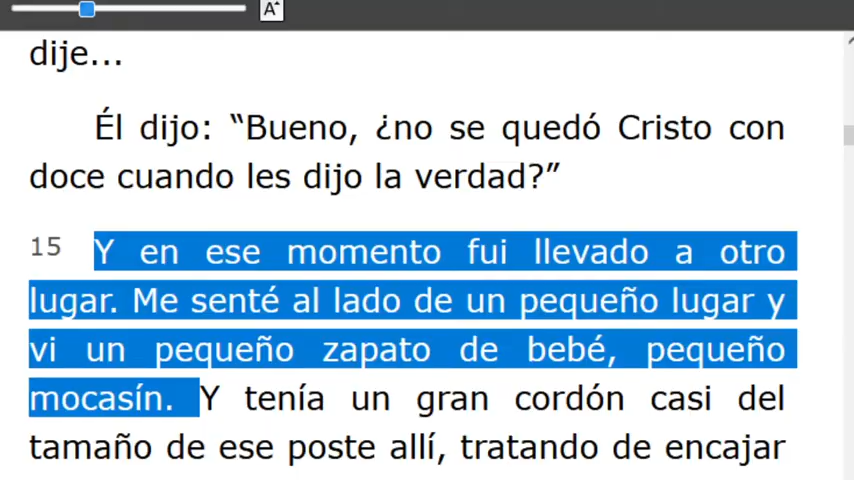 A
dije...
Él dijo: “Bueno, ¿no se quedó Cristo con
doce cuando les dijo la verdad?”
15 Y en ese momento fui llevado a otro
lugar. Me senté al lado de un pequeño lugar y
vi un pequeño zapato de bebé, pequeño
mocasín. Y tenía un gran cordón casi del
tamaño de ese poste allí, tratando de encajar